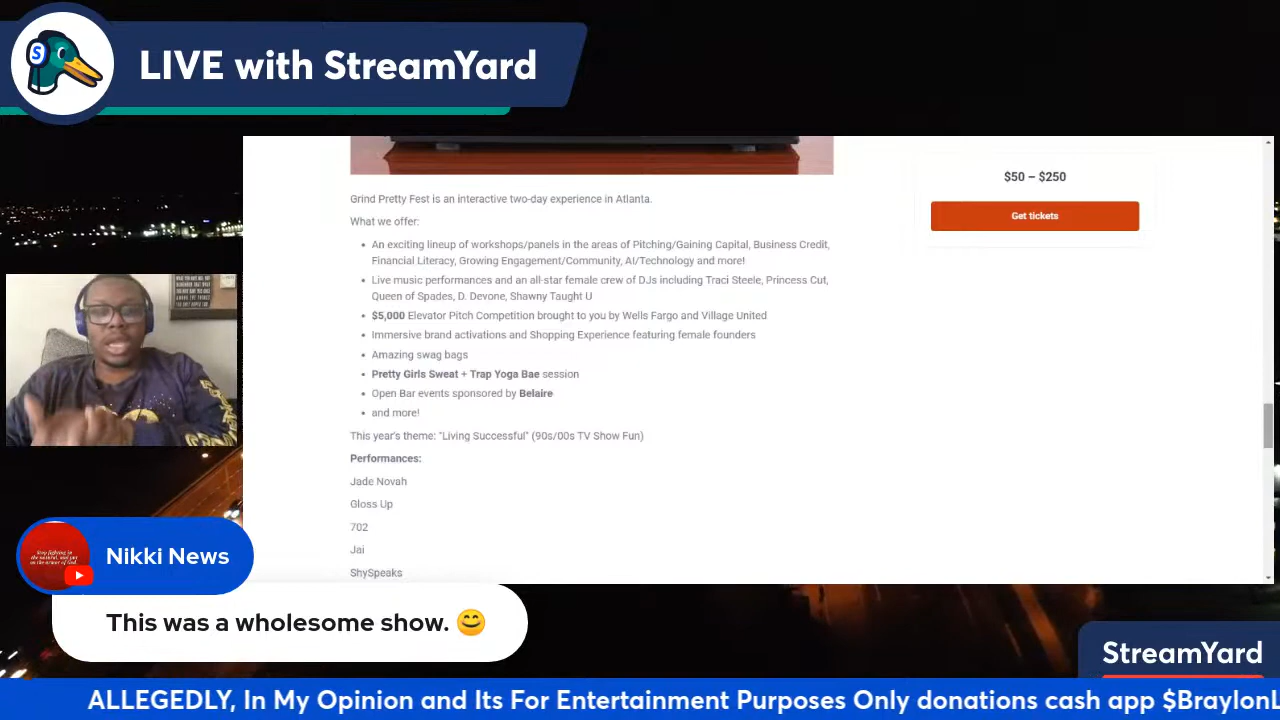 LIVE with StreamYard
$50 – $250
Get tickets
Grind Pretty Fest is an interactive two-day experience in Atlanta.
What we offer:
An exciting lineup of workshops/panels in the areas of Pitching/Gaining Capital, Business Credit,
Financial Literacy, Growing Engagement/Community, AI/Technology and more!
Live music performances and an all-star female crew of DJs including Traci Steele, Princess Cut,
Queen of Spades, D. Devone, Shawny Taught U
$5,000 Elevator Pitch Competition brought to you by Wells Fargo and Village United
Immersive brand activations and Shopping Experience featuring female founders
Amazing swag bags
Pretty Girls Sweat + Trap Yoga Bae session
Open Bar events sponsored by Belaire
and more!
This year's theme: "Living Successful" (90s/00s TV Show Fun)
Performances:
Jade Novah
Gloss Up
702
Jai
ShySpeaks
Nikki News
This was a wholesome show. 😊
StreamYard
ALLEGEDLY, In My Opinion and Its For Entertainment Purposes Only donations cash app $BraylonL